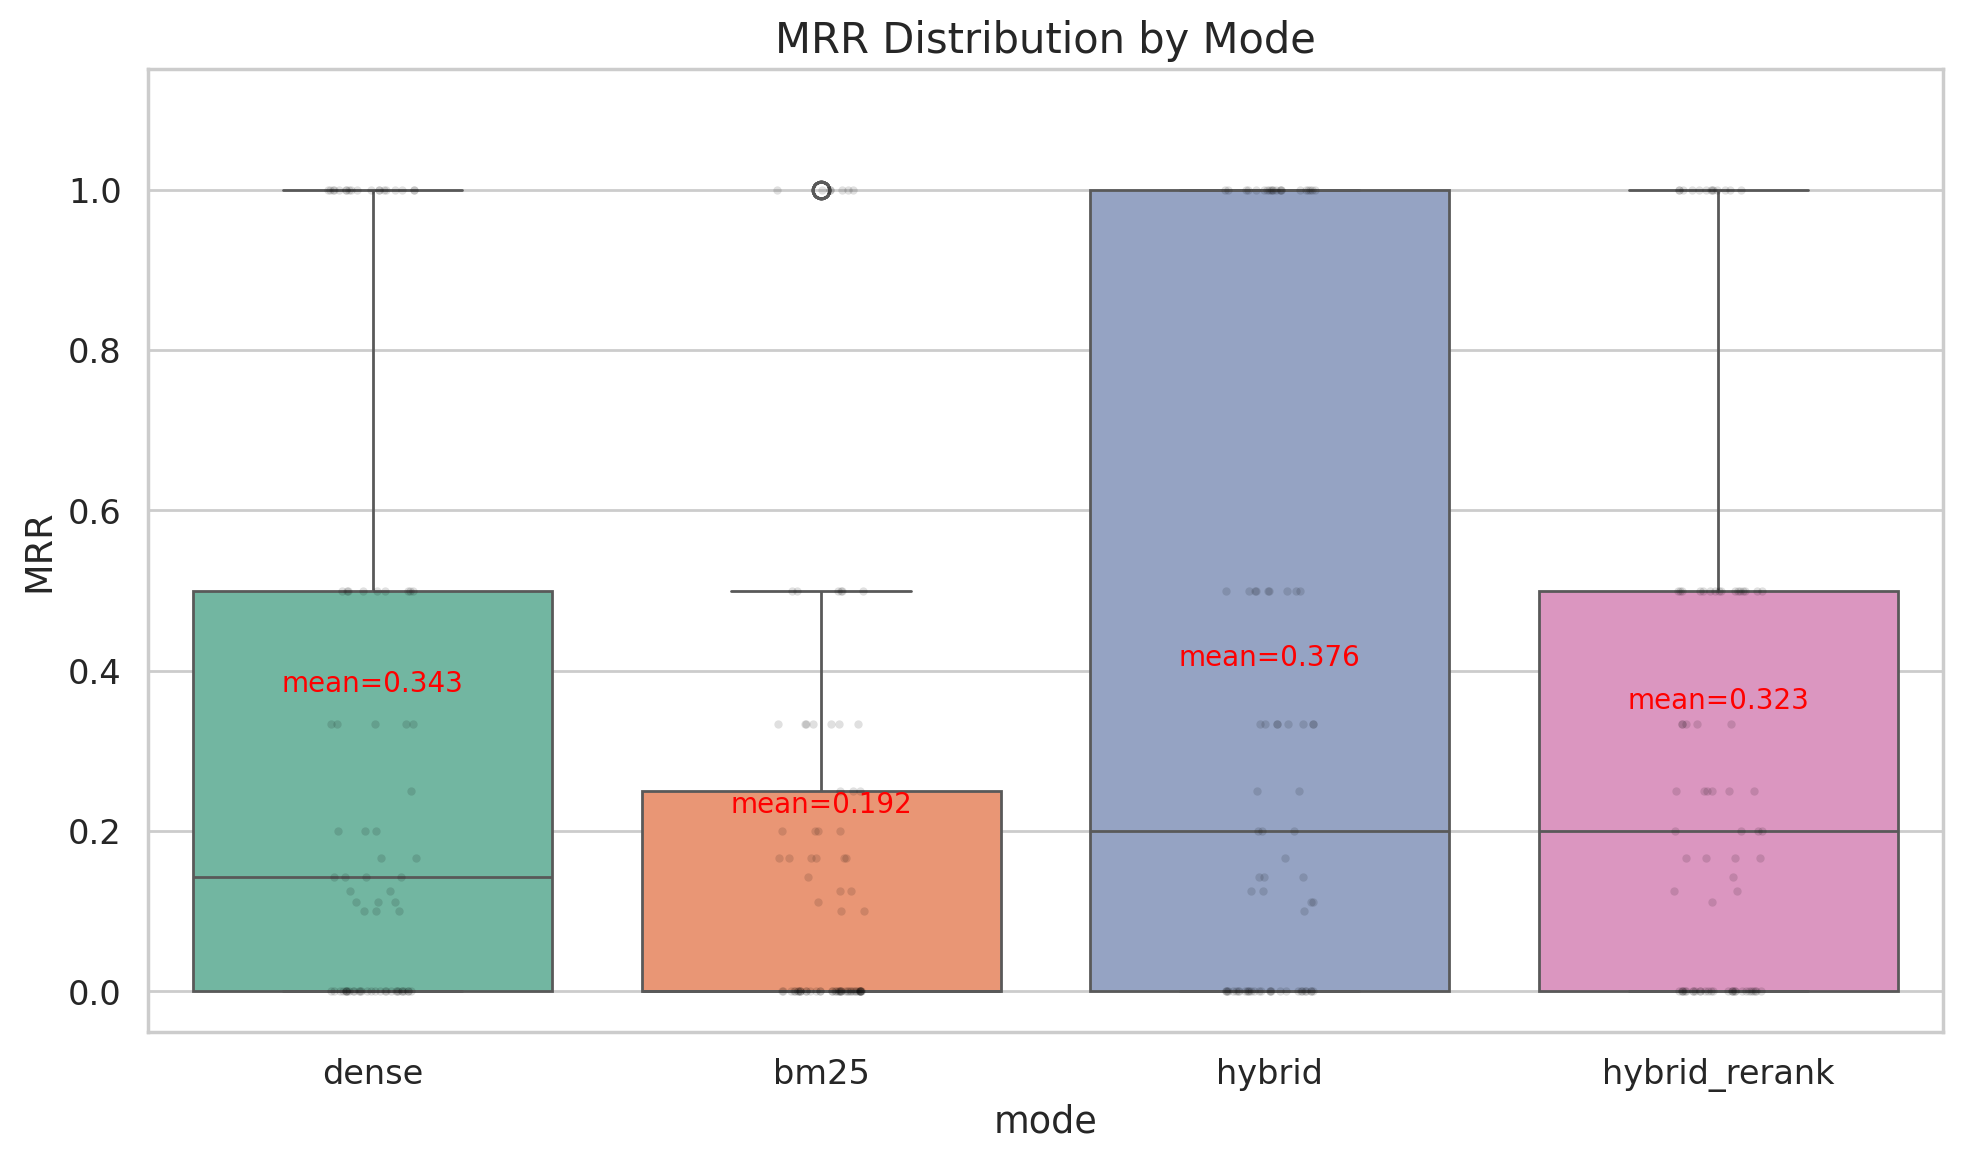 MRR Distribution by Mode
MRR
1.0
0.8
0.6
0.4
0.2
0.0
mean=0.343
mean=0.192
mean=0.376
mean=0.323
dense
bm25
hybrid
hybrid_rerank
mode